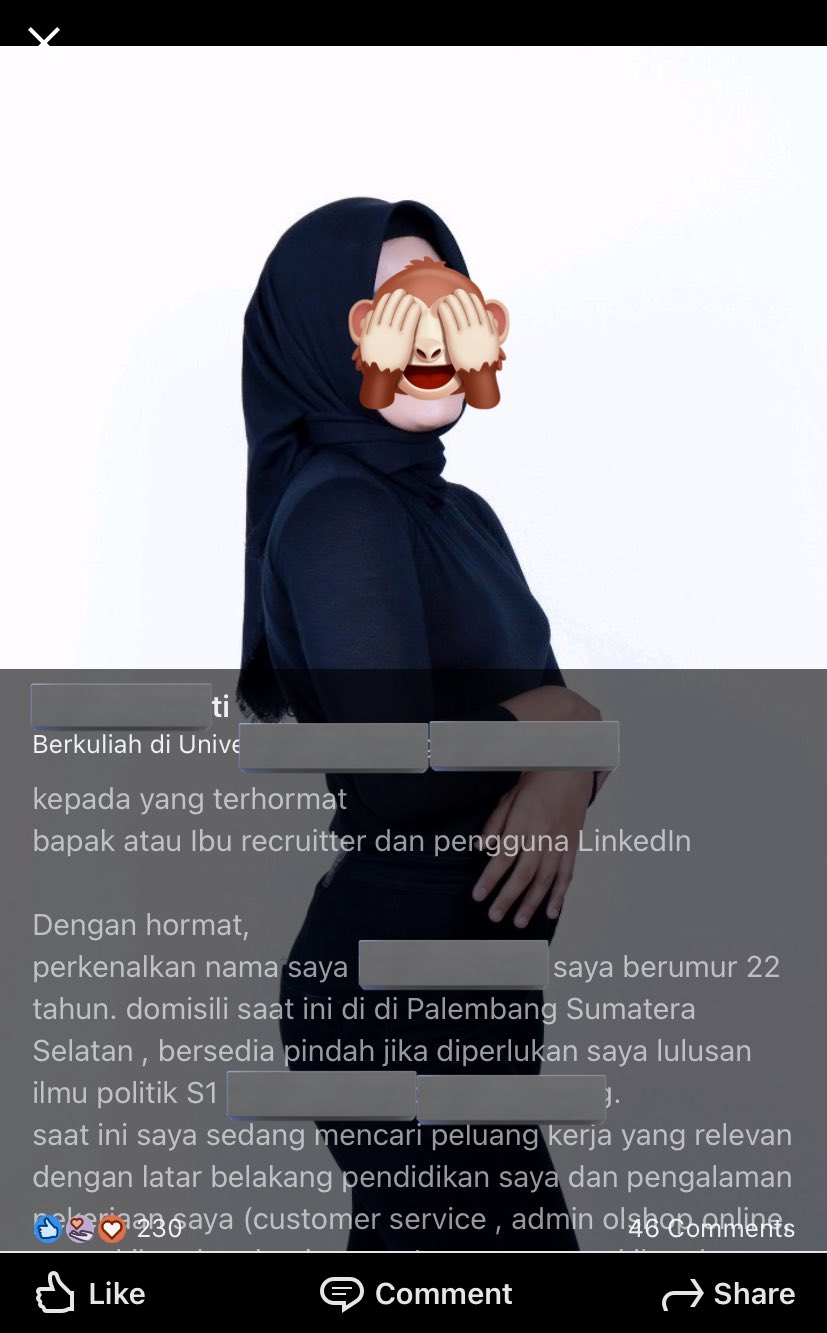 ti
Berkuliah di Unive
kepada yang terhormat
bapak atau Ibu recruitter dan pengguna LinkedIn
Dengan hormat,
perkenalkan nama saya saya berumur 22
tahun. domisili saat ini di di Palembang Sumatera
Selatan , bersedia pindah jika diperlukan saya lulusan
ilmu politik S1 g.
saat ini saya sedang mencari peluang kerja yang relevan
dengan latar belakang pendidikan saya dan pengalaman
pekerjaan saya (customer service , admin olshop online,
230 46 Comments
Like Comment Share